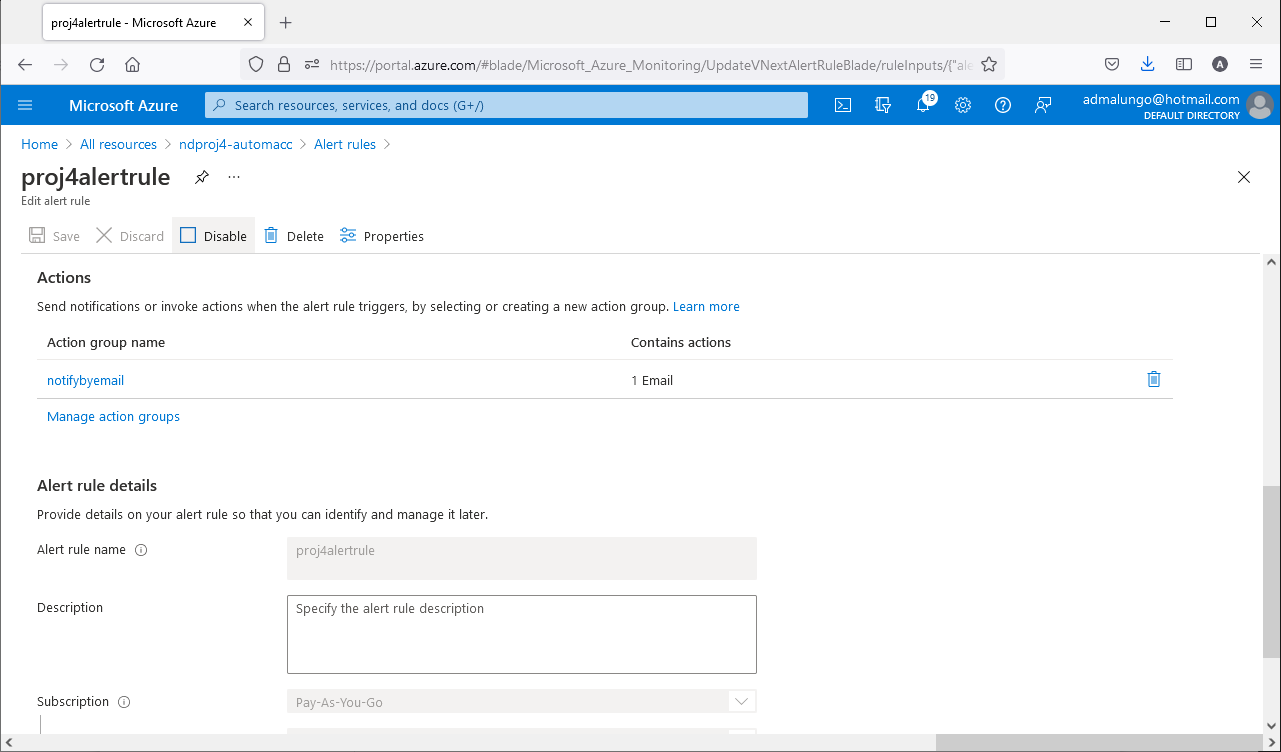 proj4alertrule - Microsoft Azure
https://portal.azure.com/#blade/Microsoft_Azure_Monitoring/UpdateVNextAlertRuleBlade/ruleInputs/{"ale
A
Microsoft Azure
Search resources, services, and docs (G+/)
19
admalungo@hotmail.com
DEFAULT DIRECTORY
Home > All resources > ndproj4-automacc > Alert rules >
proj4alertrule
Edit alert rule
Save Discard Disable Delete Properties
Actions
Send notifications or invoke actions when the alert rule triggers, by selecting or creating a new action group. Learn more
Action group name Contains actions
notifybyemail 1 Email
Manage action groups
Alert rule details
Provide details on your alert rule so that you can identify and manage it later.
Alert rule name proj4alertrule
Description Specify the alert rule description
Subscription Pay-As-You-Go